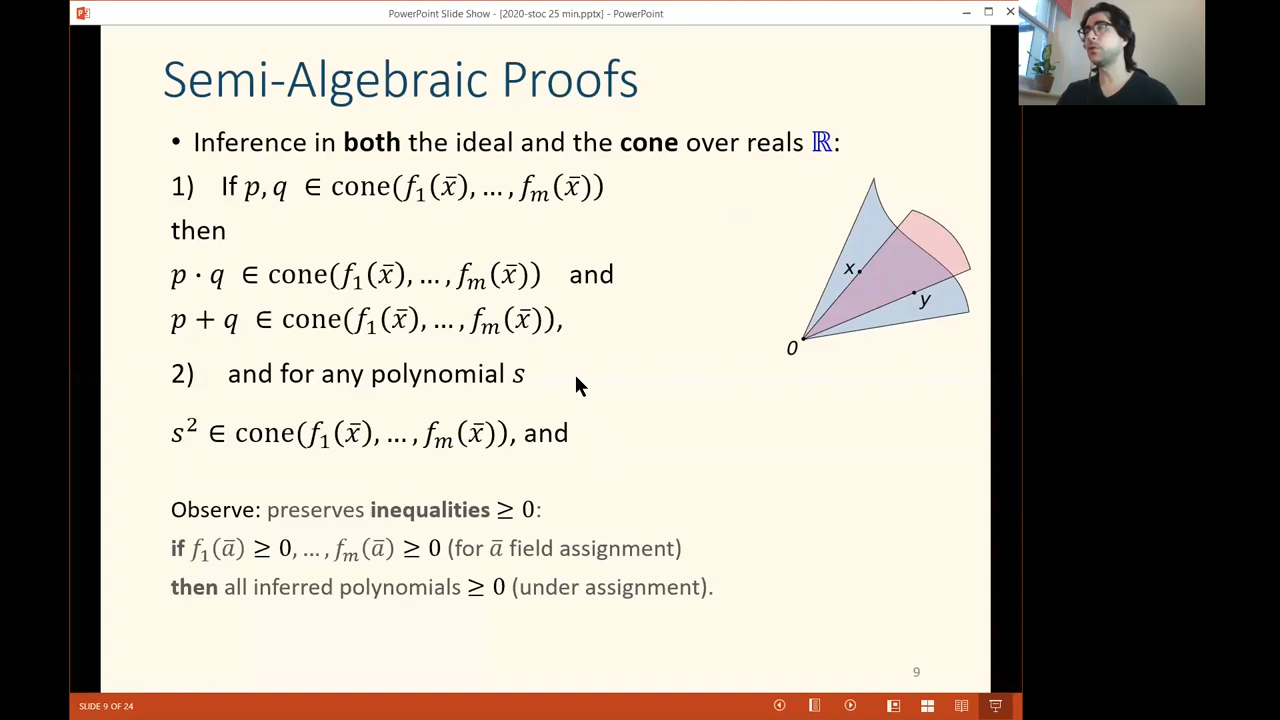 PowerPoint Slide Show - [2020-stoc 25 min.pptx] - PowerPoint
Semi-Algebraic Proofs
• Inference in both the ideal and the cone over reals ℝ:
1) If p, q ∈ cone(f₁(x̄), … , fₘ(x̄))
then
p · q ∈ cone(f₁(x̄), … , fₘ(x̄)) and
p + q ∈ cone(f₁(x̄), … , fₘ(x̄)),
2) and for any polynomial s
s² ∈ cone(f₁(x̄), … , fₘ(x̄)), and
x
y
0
Observe: preserves inequalities ≥ 0:
if f₁(ā) ≥ 0, … , fₘ(ā) ≥ 0 (for ā field assignment)
then all inferred polynomials ≥ 0 (under assignment).
9
SLIDE 9 OF 24